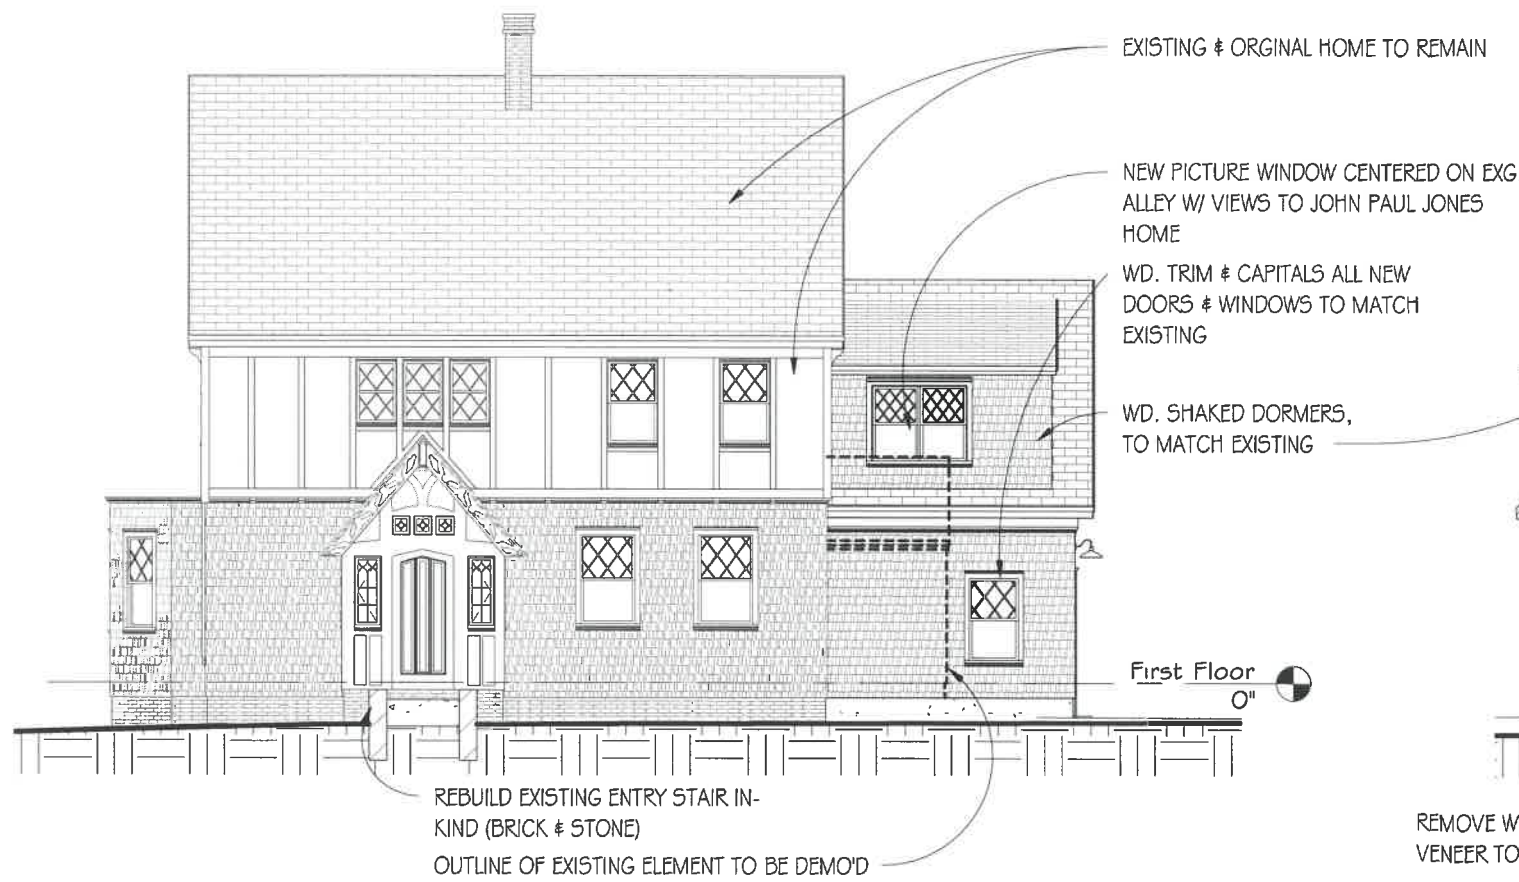 EXISTING & ORGINAL HOME TO REMAIN
NEW PICTURE WINDOW CENTERED ON EXG
ALLEY W/ VIEWS TO JOHN PAUL JONES
HOME
WD. TRIM & CAPITALS ALL NEW
DOORS & WINDOWS TO MATCH
EXISTING
WD. SHAKED DORMERS,
TO MATCH EXISTING
First Floor
0"
REBUILD EXISTING ENTRY STAIR IN-
KIND (BRICK & STONE)
OUTLINE OF EXISTING ELEMENT TO BE DEMO'D
REMOVE W
VENEER TO